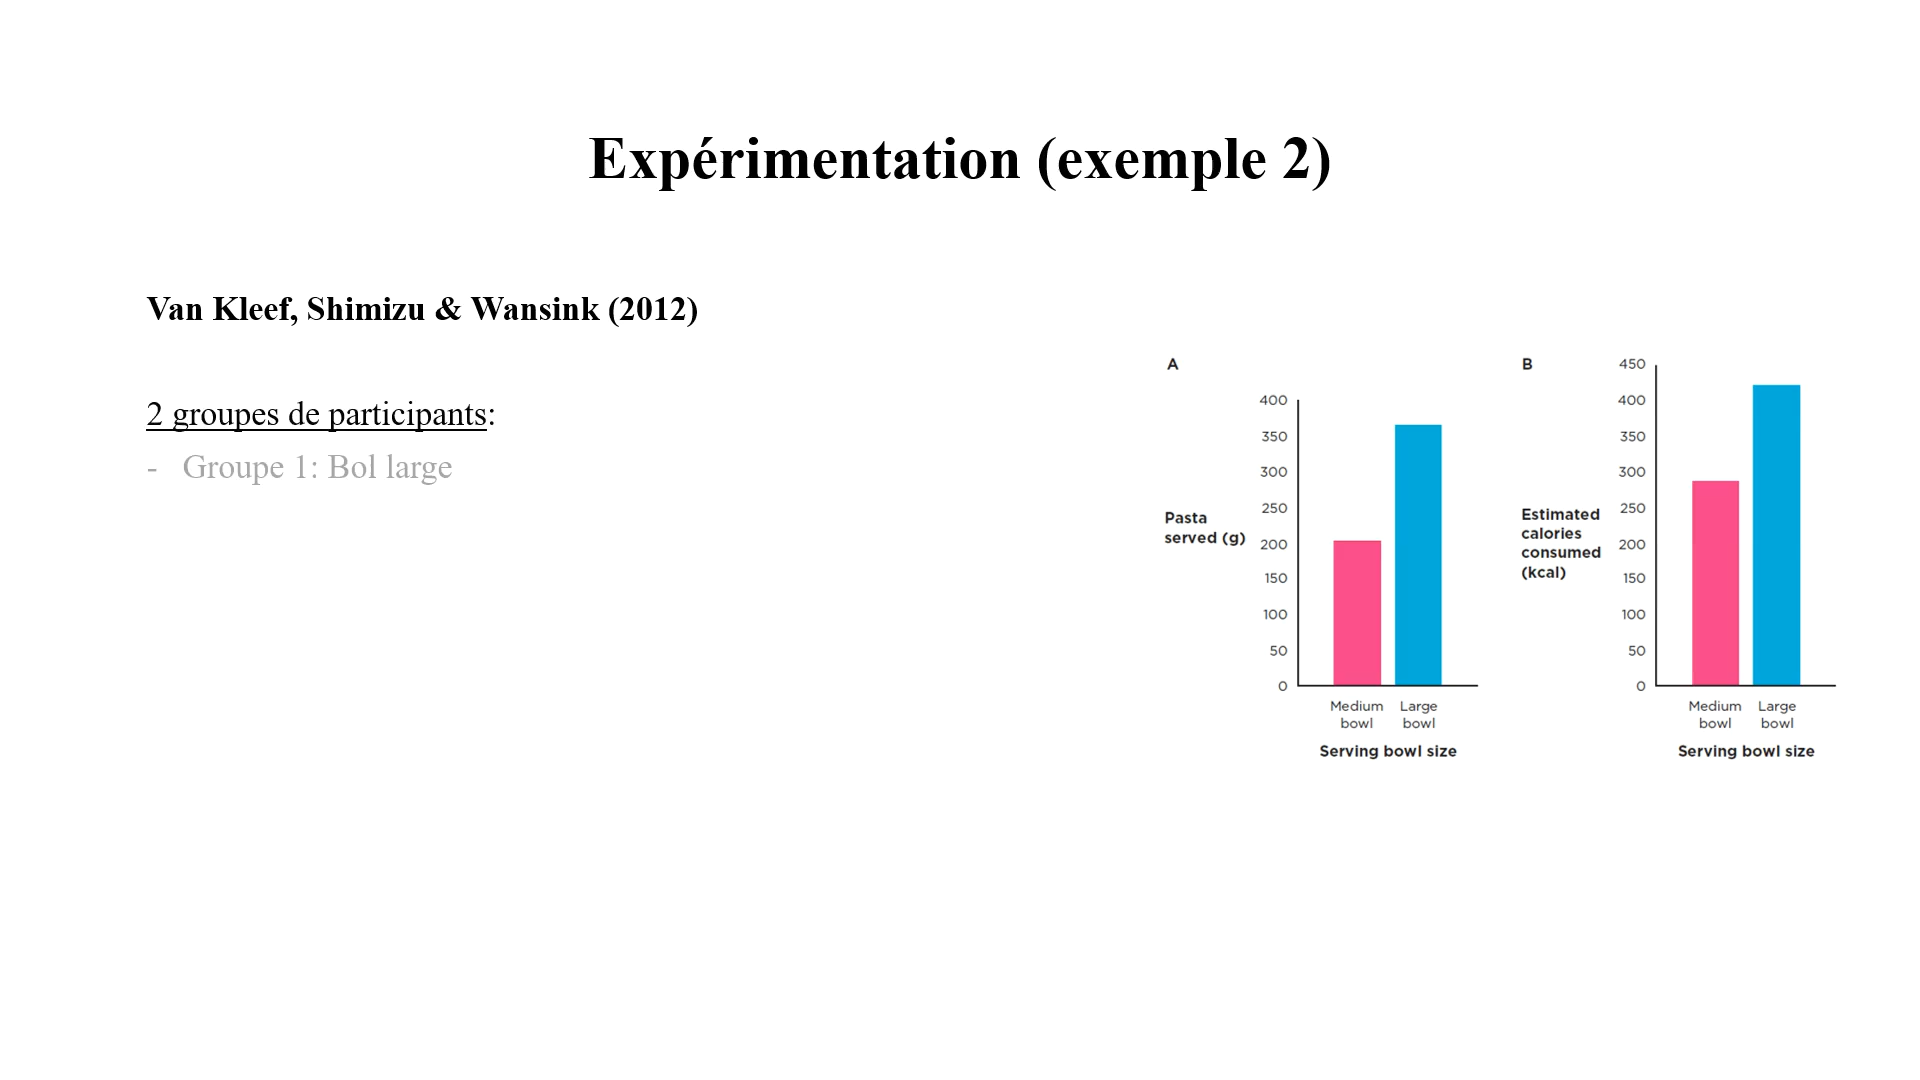 Expérimentation (exemple 2)
Van Kleef, Shimizu & Wansink (2012)
2 groupes de participants:
- Groupe 1: Bol large
A
400
350
300
250
200
150
100
50
0
Pasta
served (g)
Medium
bowl
Large
bowl
Serving bowl size
B
450
400
350
300
250
200
150
100
50
0
Estimated
calories
consumed
(kcal)
Medium
bowl
Large
bowl
Serving bowl size